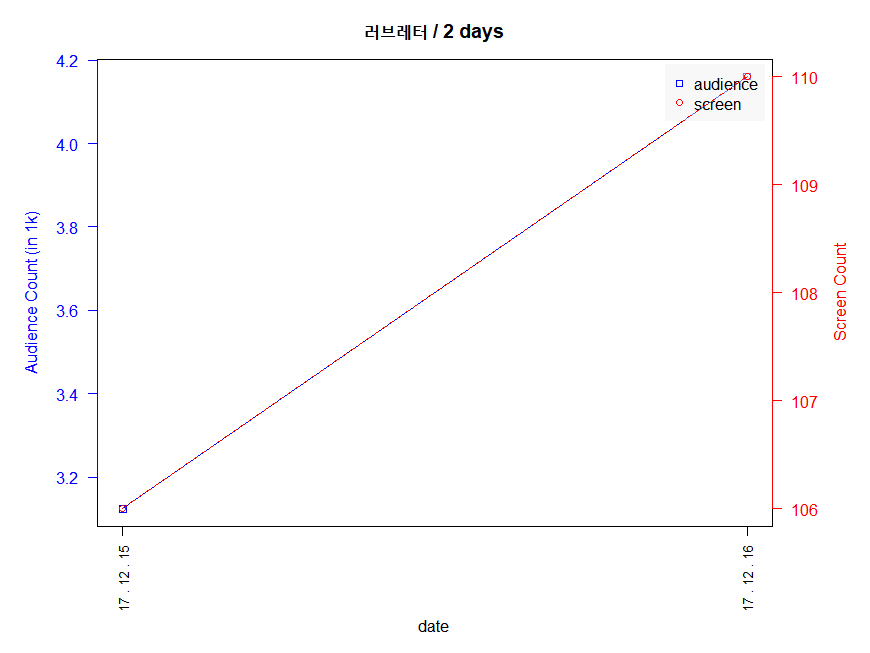 러브레터 / 2 days
audience
screen
4.2
4.0
3.8
3.6
3.4
3.2
Audience Count (in 1k)
110
109
108
107
106
Screen Count
17 . 12 . 15
17 . 12 . 16
date